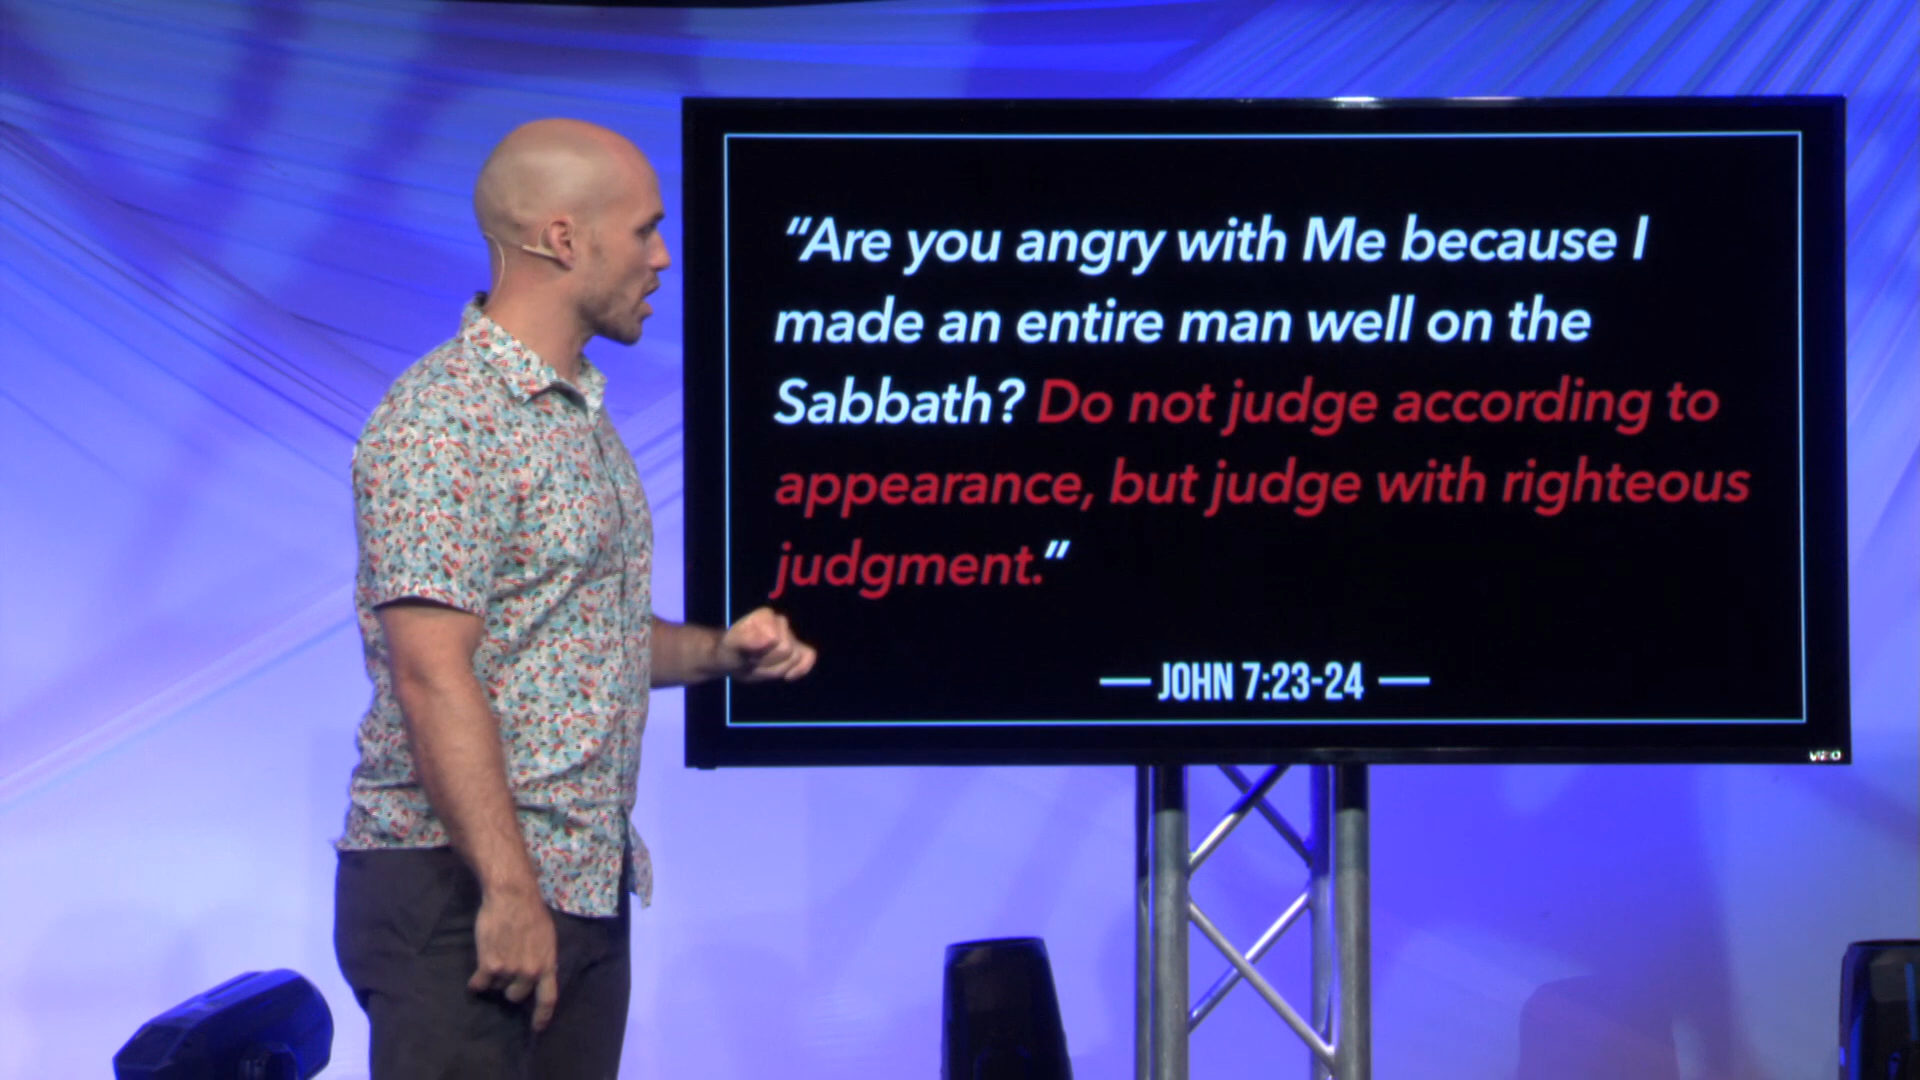 “Are you angry with Me because I
made an entire man well on the
Sabbath? Do not judge according to
appearance, but judge with righteous
judgment.”
— JOHN 7:23-24 —
VIZIO